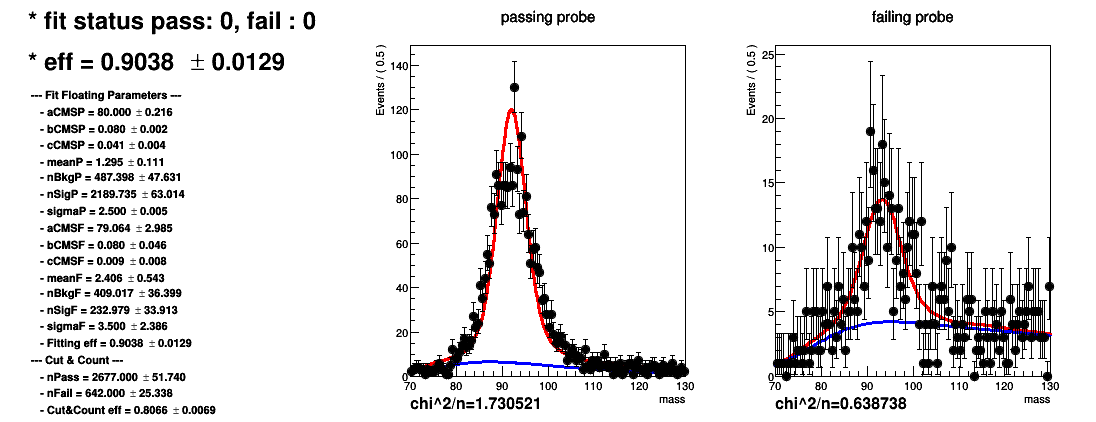 * fit status pass: 0, fail : 0
* eff = 0.9038 ± 0.0129
--- Fit Floating Parameters ---
- aCMSP = 80.000 ± 0.216
- bCMSP = 0.080 ± 0.002
- cCMSP = 0.041 ± 0.004
- meanP = 1.295 ± 0.111
- nBkgP = 487.398 ± 47.631
- nSigP = 2189.735 ± 63.014
- sigmaP = 2.500 ± 0.005
- aCMSF = 79.064 ± 2.985
- bCMSF = 0.080 ± 0.046
- cCMSF = 0.009 ± 0.008
- meanF = 2.406 ± 0.543
- nBkgF = 409.017 ± 36.399
- nSigF = 232.979 ± 33.913
- sigmaF = 3.500 ± 2.386
- Fitting eff = 0.9038 ± 0.0129
--- Cut & Count ---
- nPass = 2677.000 ± 51.740
- nFail = 642.000 ± 25.338
- Cut&Count eff = 0.8066 ± 0.0069
passing probe
Events / ( 0.5 )
140
120
100
80
60
40
20
0
70 80 90 100 110 120 130
mass
chi^2/n=1.730521
failing probe
Events / ( 0.5 )
25
20
15
10
5
0
70 80 90 100 110 120 130
mass
chi^2/n=0.638738